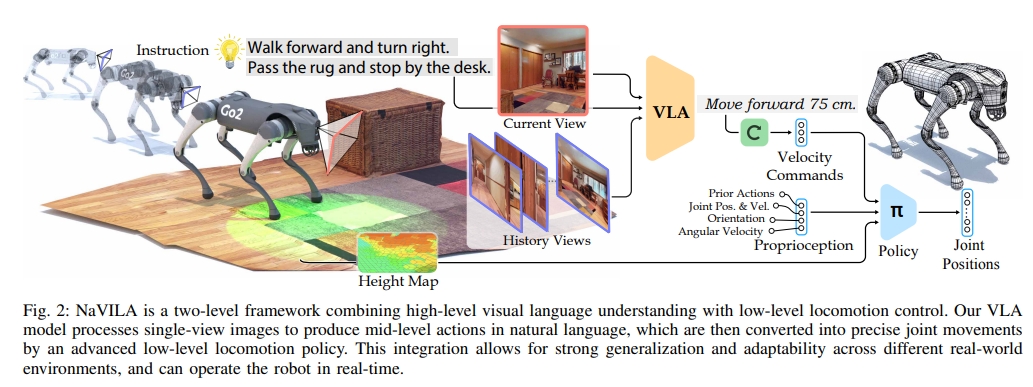 Instruction
Walk forward and turn right.
Pass the rug and stop by the desk.
Go2
Go2
Current View
History Views
Height Map
VLA
Move forward 75 cm.
Velocity
Commands
Prior Actions
Joint Pos. & Vel.
Orientation
Angular Velocity
Proprioception
π
Policy
Joint
Positions
Fig. 2: NaVILA is a two-level framework combining high-level visual language understanding with low-level locomotion control. Our VLA
model processes single-view images to produce mid-level actions in natural language, which are then converted into precise joint movements
by an advanced low-level locomotion policy. This integration allows for strong generalization and adaptability across different real-world
environments, and can operate the robot in real-time.